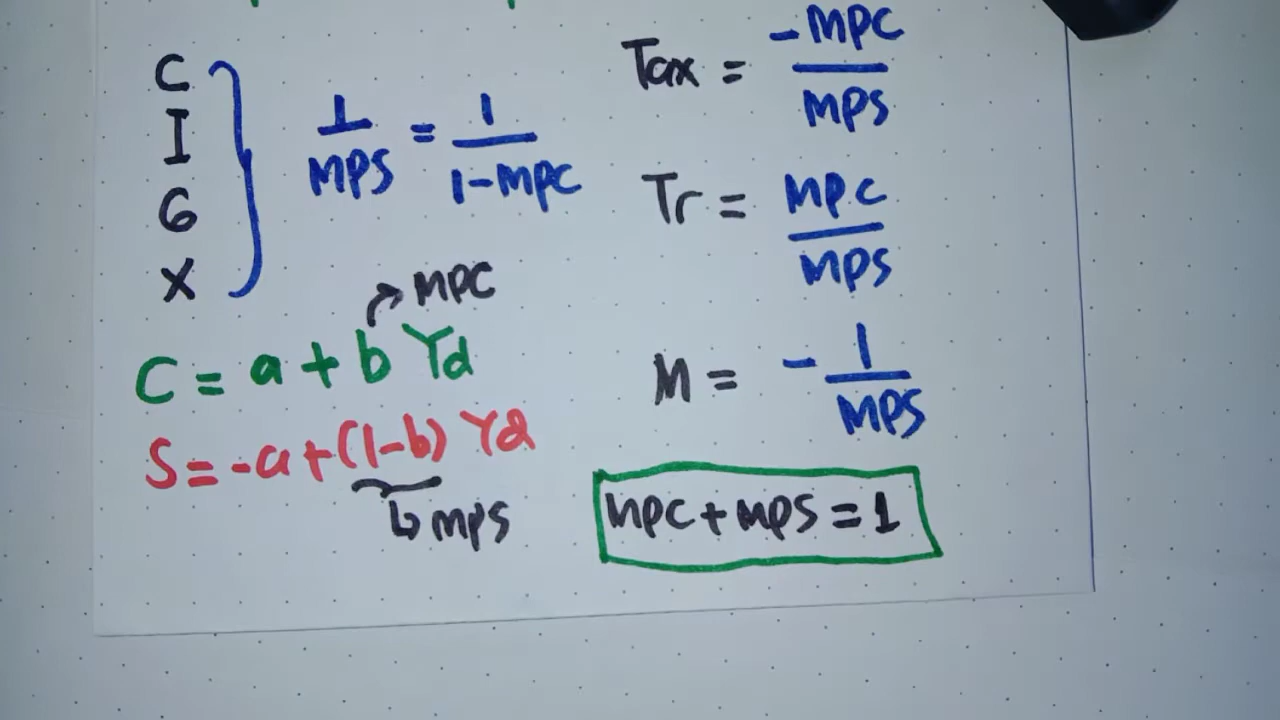 C
I
G
X
1/MPS = 1/1-MPC
Tax = -MPC/MPS
Tr = MPC/MPS
M = -1/MPS
MPC
C = a + b Yd
S = -a + (1-b) Yd
↳ MPS
MPC + MPS = 1